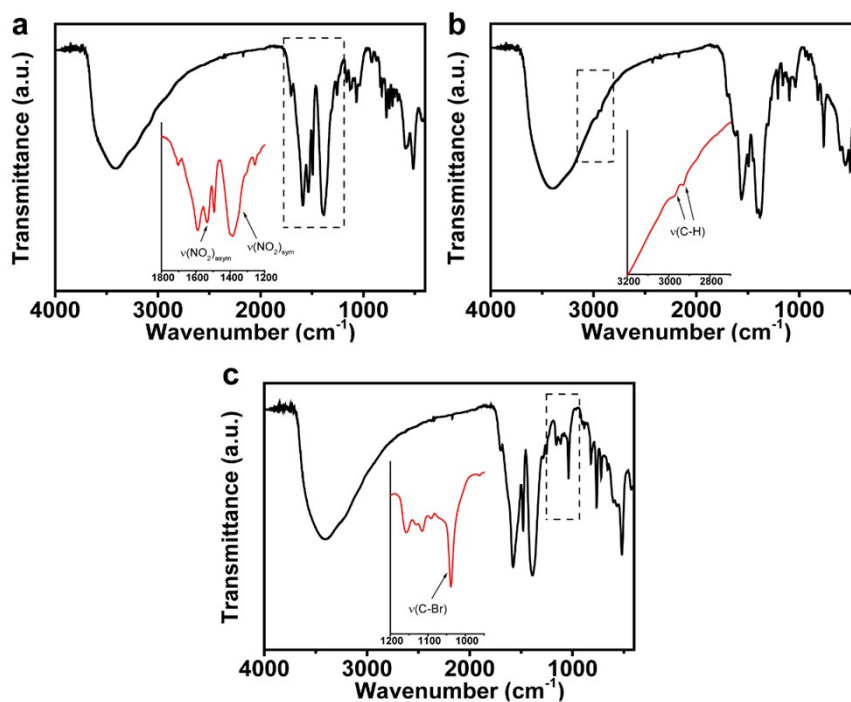 a
Transmittance (a.u.)
ν(NO2)asym
ν(NO2)sym
1800 1600 1400 1200
4000 3000 2000 1000
Wavenumber (cm-1)
b
Transmittance (a.u.)
ν(C-H)
3200 3000 2800
4000 3000 2000 1000
Wavenumber (cm-1)
c
Transmittance (a.u.)
ν(C-Br)
1200 1100 1000
4000 3000 2000 1000
Wavenumber (cm-1)